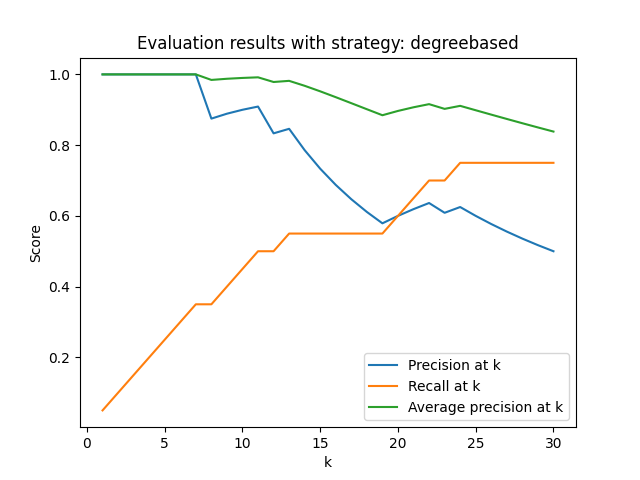 Evaluation results with strategy: degreebased
1.0
0.8
0.6
0.4
0.2
Score
0 5 10 15 20 25 30
k
Precision at k
Recall at k
Average precision at k